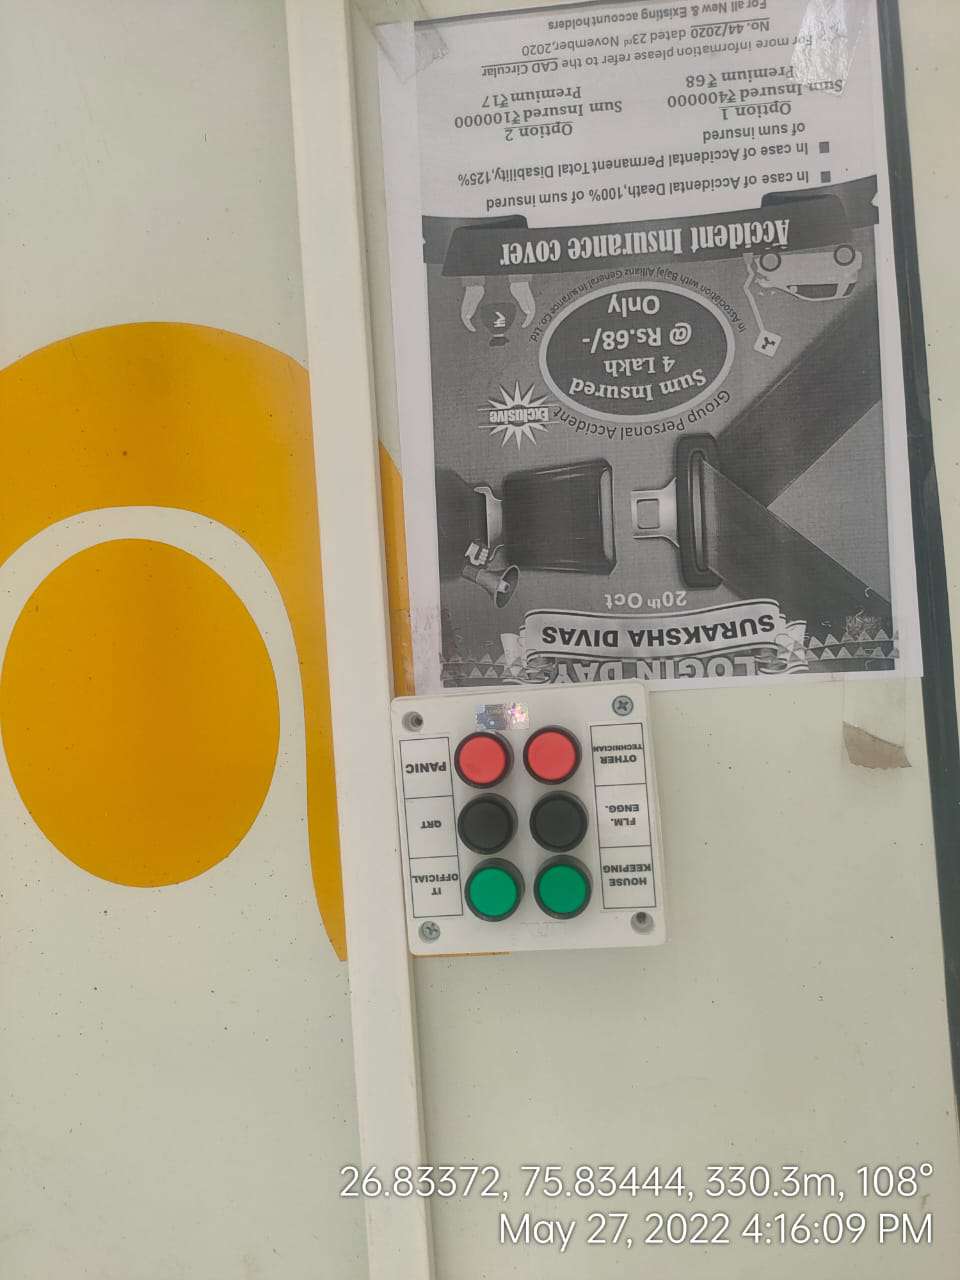 LOGIN DAY
SURAKSHA DIVAS
20th Oct
Group Personal Accident
Exclusive
Sum Insured
4 Lakh
@ Rs.68/-
Only
In Association with Bajaj Allianz General Insurance Co. Ltd.
Accident Insurance cover
In case of Accidental Death,100% of sum insured
In case of Accidental Permanent Total Disability,125%
of sum insured
Option 1
Sum Insured ₹400000
Premium ₹68
Option 2
Sum Insured ₹100000
Premium ₹17
For more information please refer to the CAD Circular
No. 44/2020 dated 23rd November,2020
For all New & Existing account holders
HOUSE
KEEPING
IT
OFFICIAL
FLM.
ENGG.
QRT
OTHER
TECHNICIAN
PANIC
26.83372, 75.83444, 330.3m, 108°
May 27, 2022 4:16:09 PM